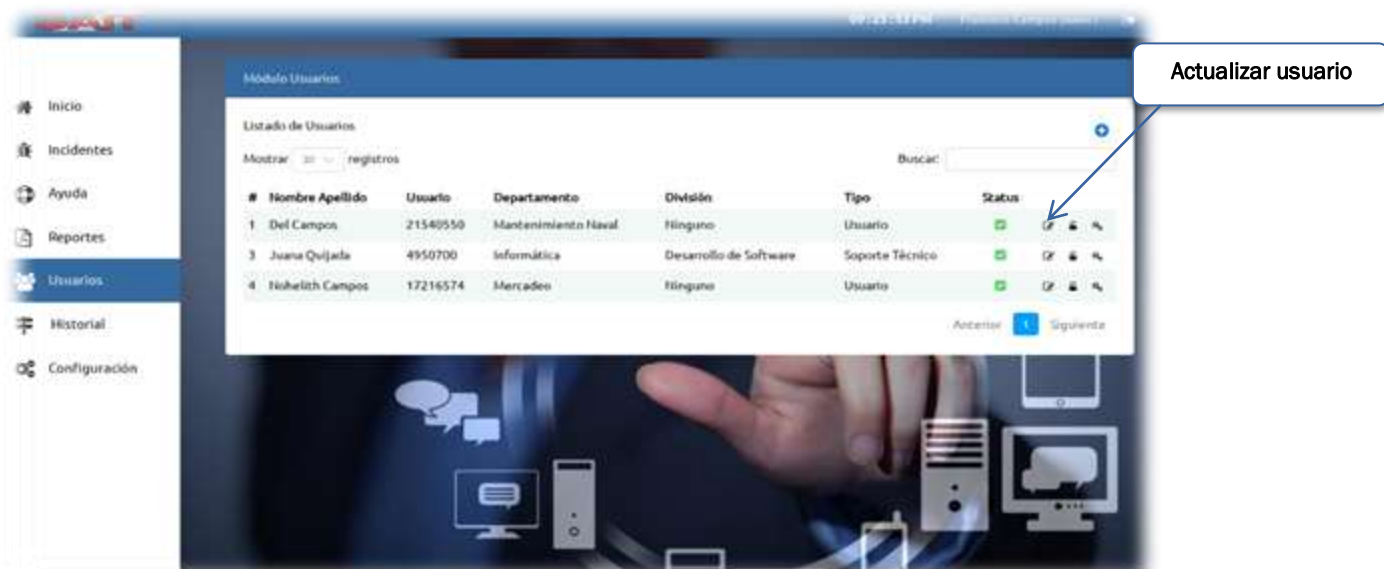 Actualizar usuario
Módulo Usuarios
Inicio
Incidentes
Ayuda
Reportes
Usuarios
Historial
Configuración
Listado de Usuarios
Mostrar 10 registros
Buscar:
# Nombre Apellido Usuario Departamento División Tipo Status
1 Del Campos 21540550 Mantenimiento Naval Ninguno Usuario
3 Juana Quijada 4950700 Informática Desarrollo de Software Soporte Técnico
4 Nohelith Campos 17216574 Mercadeo Ninguno Usuario
Anterior 1 Siguiente